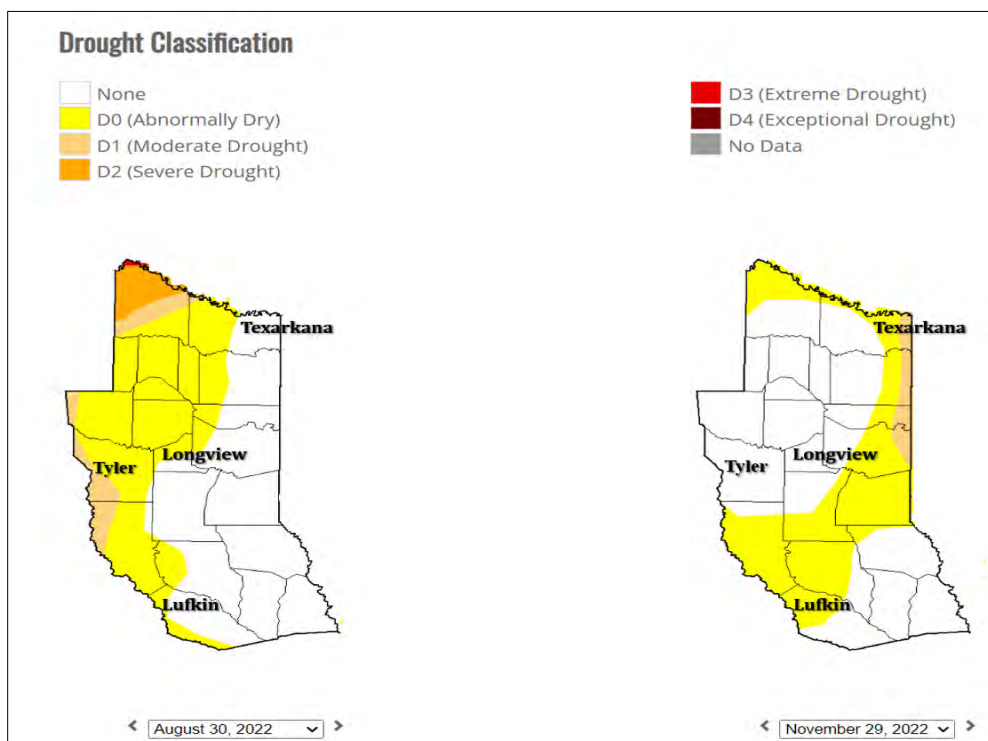 Drought Classification
None
D0 (Abnormally Dry)
D1 (Moderate Drought)
D2 (Severe Drought)
D3 (Extreme Drought)
D4 (Exceptional Drought)
No Data
Texarkana
Longview
Tyler
Lufkin
< August 30, 2022 >
Texarkana
Longview
Tyler
Lufkin
< November 29, 2022 >